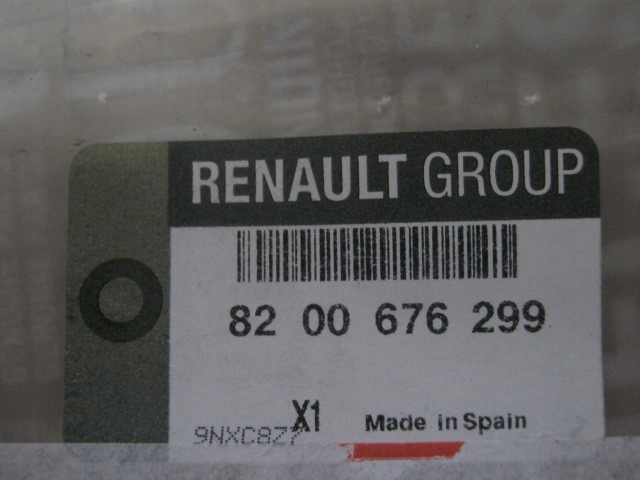 RENAULT GROUP
82 00 676 299
X1 Made in Spain
9NXC8Z7